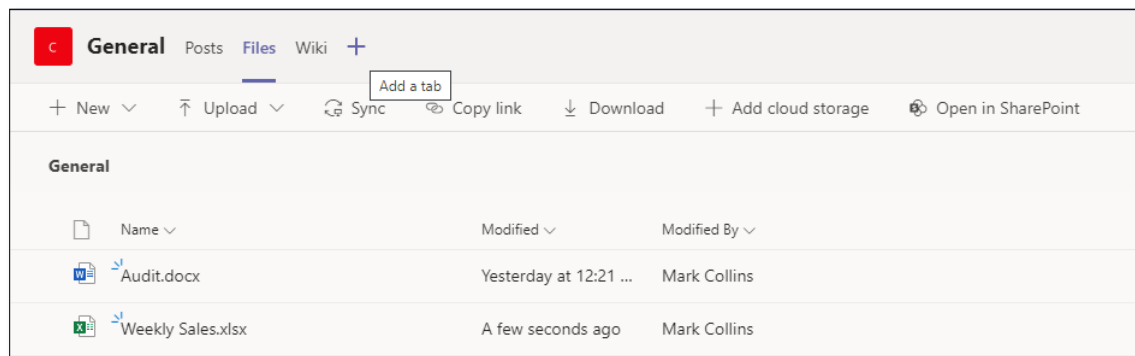 C General Posts Files Wiki +
Add a tab
+ New Upload Sync Copy link Download + Add cloud storage Open in SharePoint
General
Name Modified Modified By
Audit.docx Yesterday at 12:21 ... Mark Collins
Weekly Sales.xlsx A few seconds ago Mark Collins